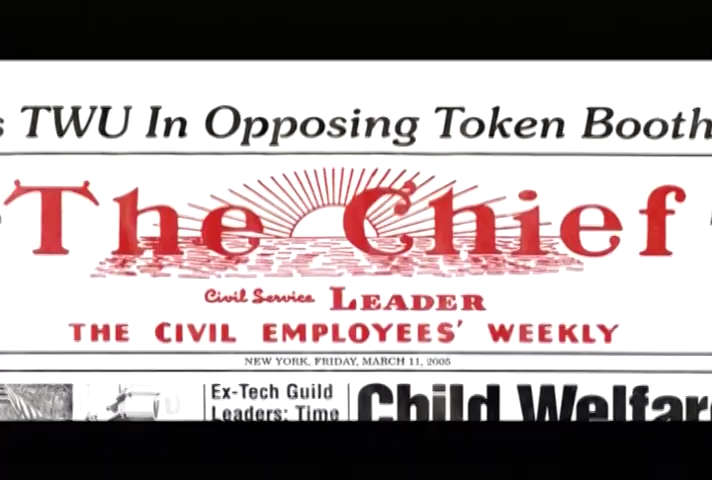 TWU In Opposing Token Booth
The Chief
Civil Service LEADER
THE CIVIL EMPLOYEES' WEEKLY
NEW YORK, FRIDAY, MARCH 11, 2005
Ex-Tech Guild
Leaders: Time
Child Welfar